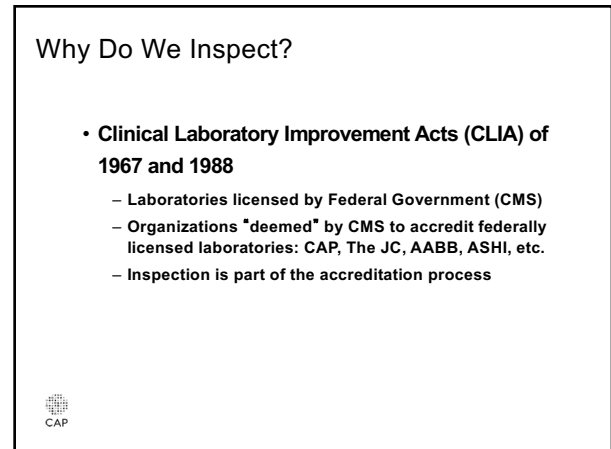 Why Do We Inspect?
• Clinical Laboratory Improvement Acts (CLIA) of
1967 and 1988
– Laboratories licensed by Federal Government (CMS)
– Organizations "deemed" by CMS to accredit federally
licensed laboratories: CAP, The JC, AABB, ASHI, etc.
– Inspection is part of the accreditation process
CAP